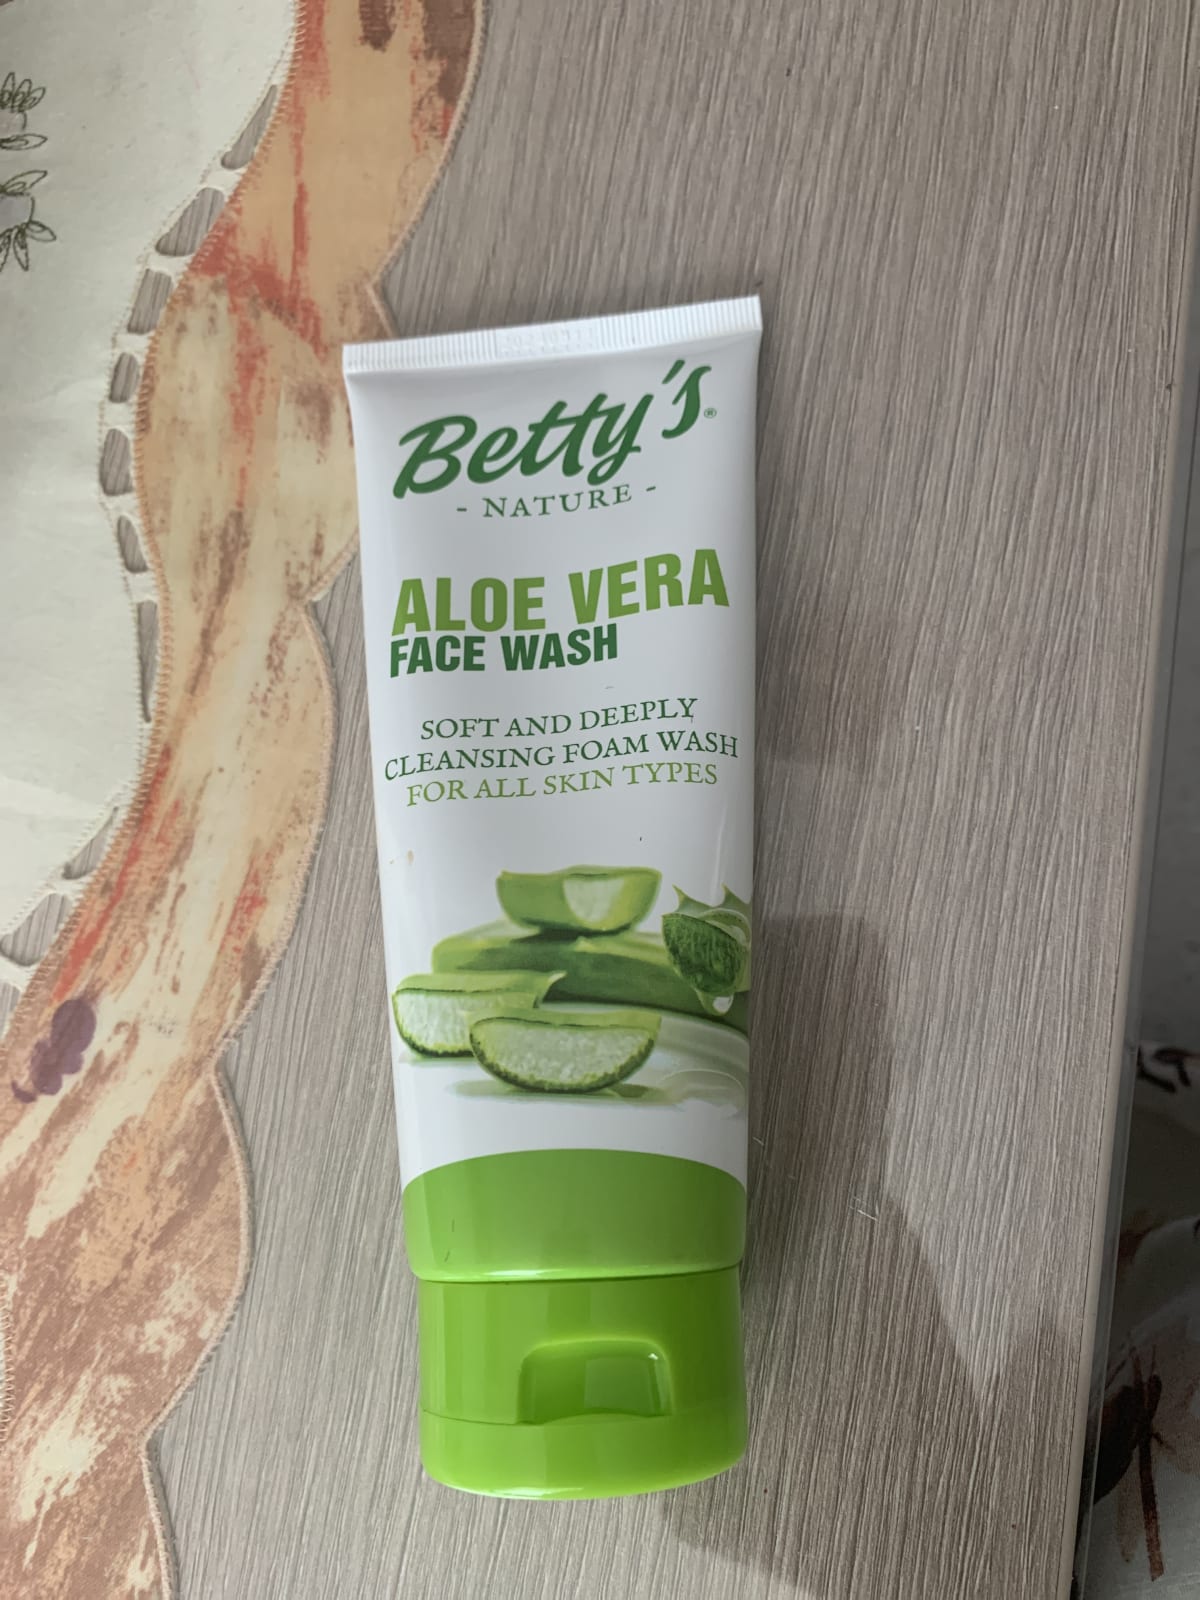 Betty's®
- NATURE -
ALOE VERA
FACE WASH
SOFT AND DEEPLY
CLEANSING FOAM WASH
FOR ALL SKIN TYPES